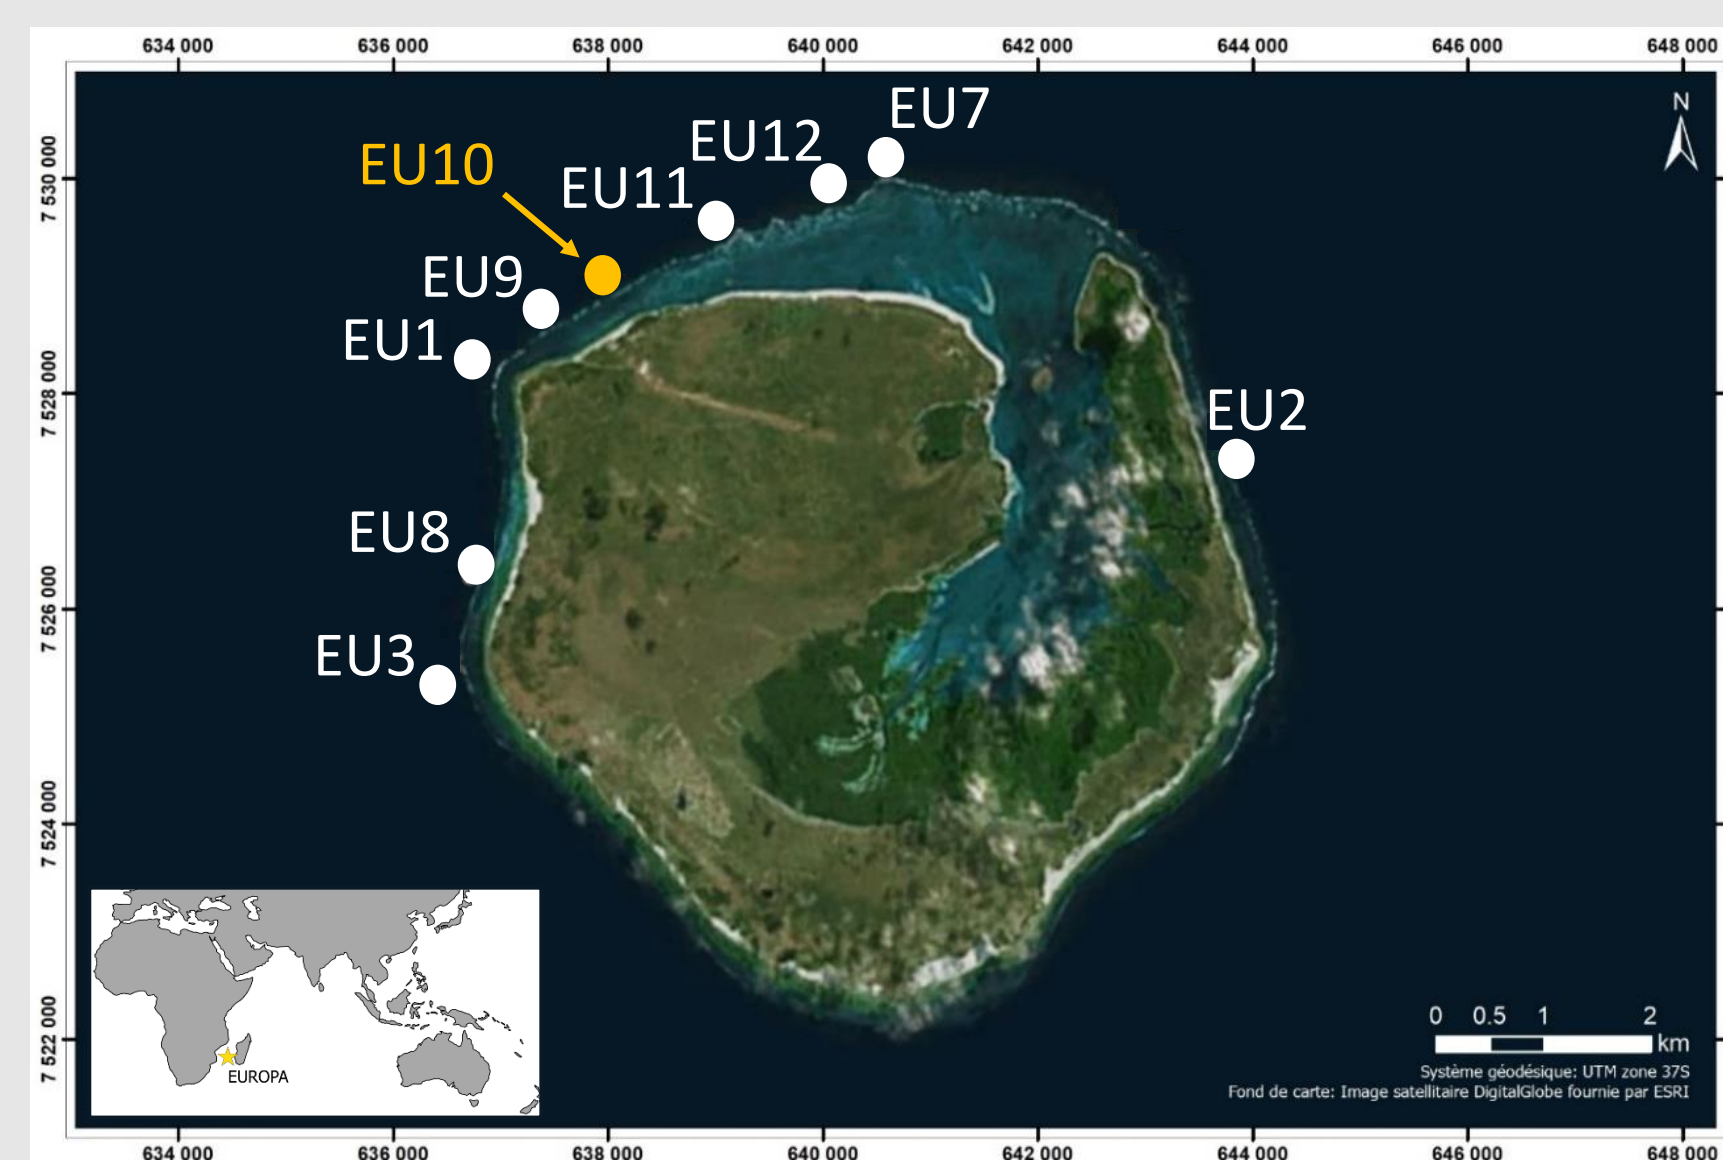 634 000 636 000 638 000 640 000 642 000 644 000 646 000 648 000
EU7
N
EU12
EU10
7 530 000
EU11
EU9
EU1
7 528 000
EU2
EU8
7 526 000
EU3
7 524 000
0 0.5 1 2
km
7 522 000
Système géodésique: UTM zone 37S
EUROPA
Fond de carte: Image satellitaire DigitalGlobe fournie par ESRI
634 000 636 000 638 000 640 000 642 000 644 000 646 000 648 000